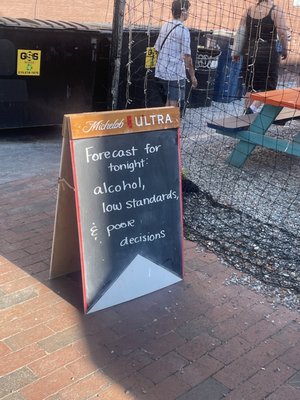 G&S
Michelob ULTRA
Forecast for
tonight:
alcohol,
low standards,
& poor
decisions